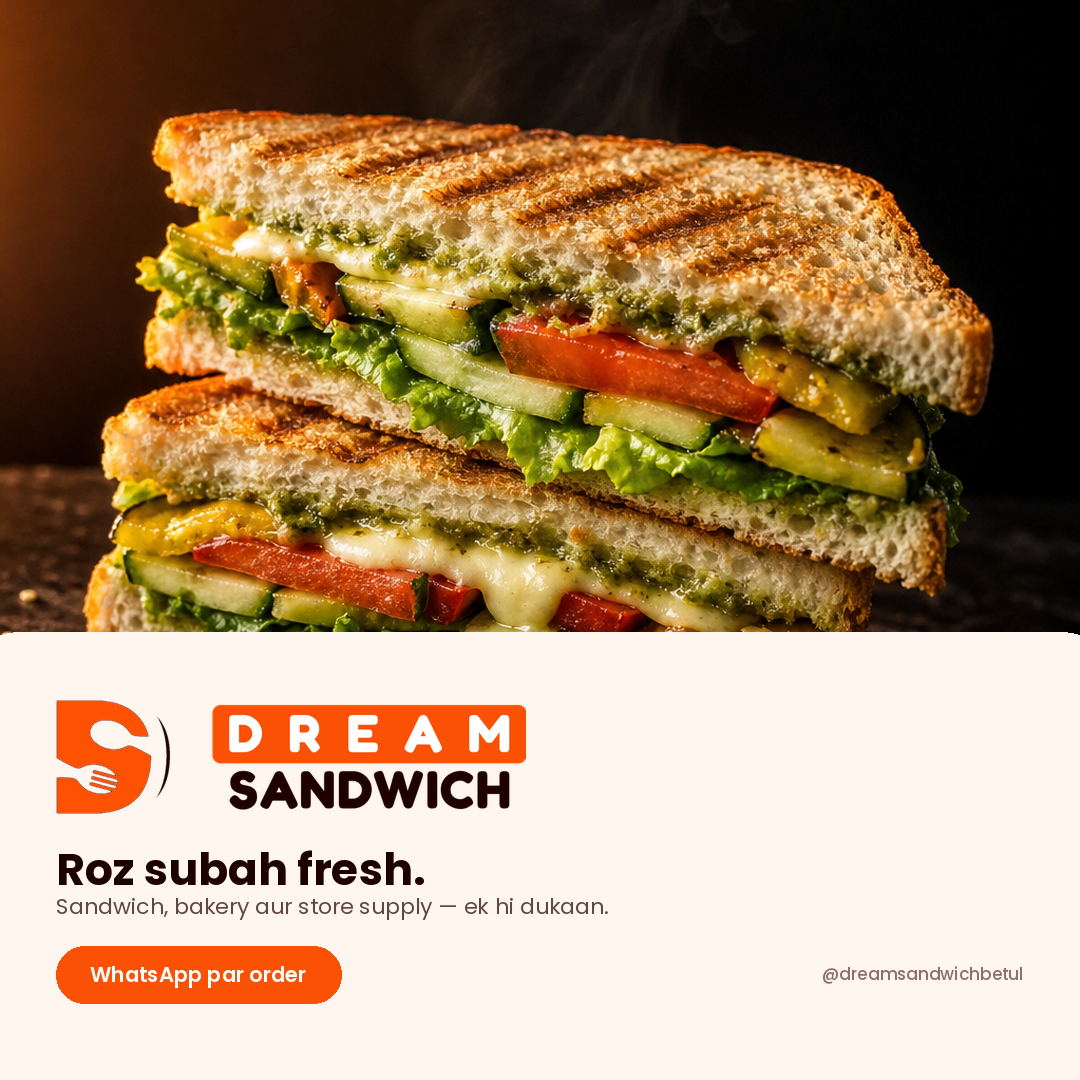 DREAM
SANDWICH
Roz subah fresh.
Sandwich, bakery aur store supply — ek hi dukaan.
WhatsApp par order
@dreamsandwichbetul